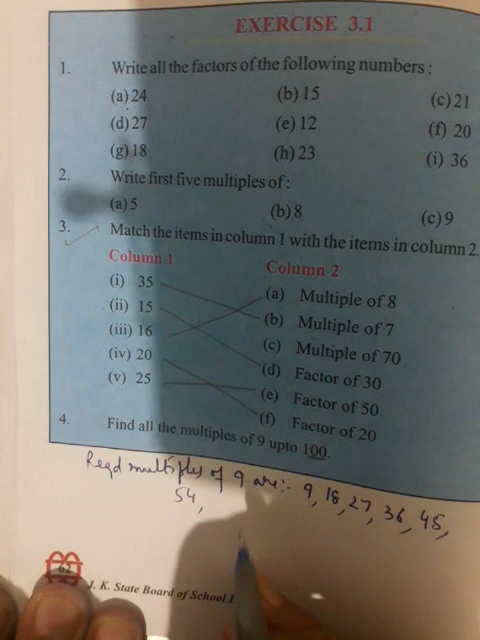 EXERCISE 3.1
1. Write all the factors of the following numbers :
(a) 24 (b) 15 (c) 21
(d) 27 (e) 12 (f) 20
(g) 18 (h) 23 (i) 36
2. Write first five multiples of :
(a) 5 (b) 8 (c) 9
3. Match the items in column 1 with the items in column 2.
Column 1 Column 2
(i) 35 (a) Multiple of 8
(ii) 15 (b) Multiple of 7
(iii) 16 (c) Multiple of 70
(iv) 20 (d) Factor of 30
(v) 25 (e) Factor of 50
(f) Factor of 20
4. Find all the multiples of 9 upto 100.
Reqd multiples of 9 are:- 9, 18, 27, 36, 45,
54,
62
J. K. State Board of School